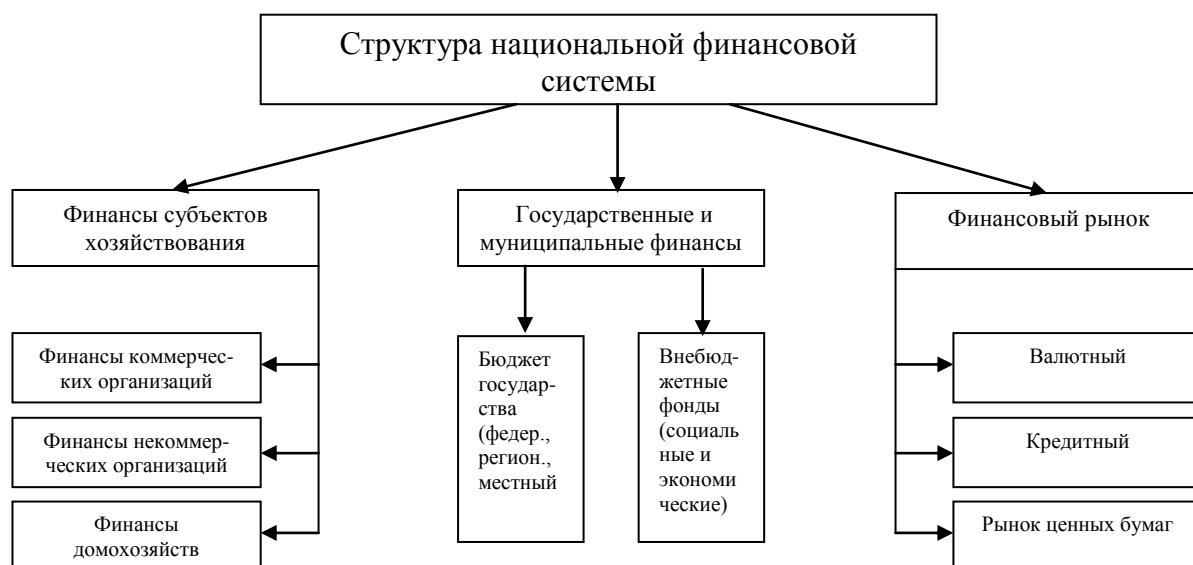 Структура национальной финансовой
системы
Финансы субъектов
хозяйствования
Государственные и
муниципальные финансы
Финансовый рынок
Финансы коммерчес-
ких организаций
Финансы некоммер-
ческих организаций
Финансы
домохозяйств
Бюджет
государ-
ства
(федер.,
регион.,
местный
Внебюд-
жетные
фонды
(социаль
ные и
экономи
ческие)
Валютный
Кредитный
Рынок ценных бумаг